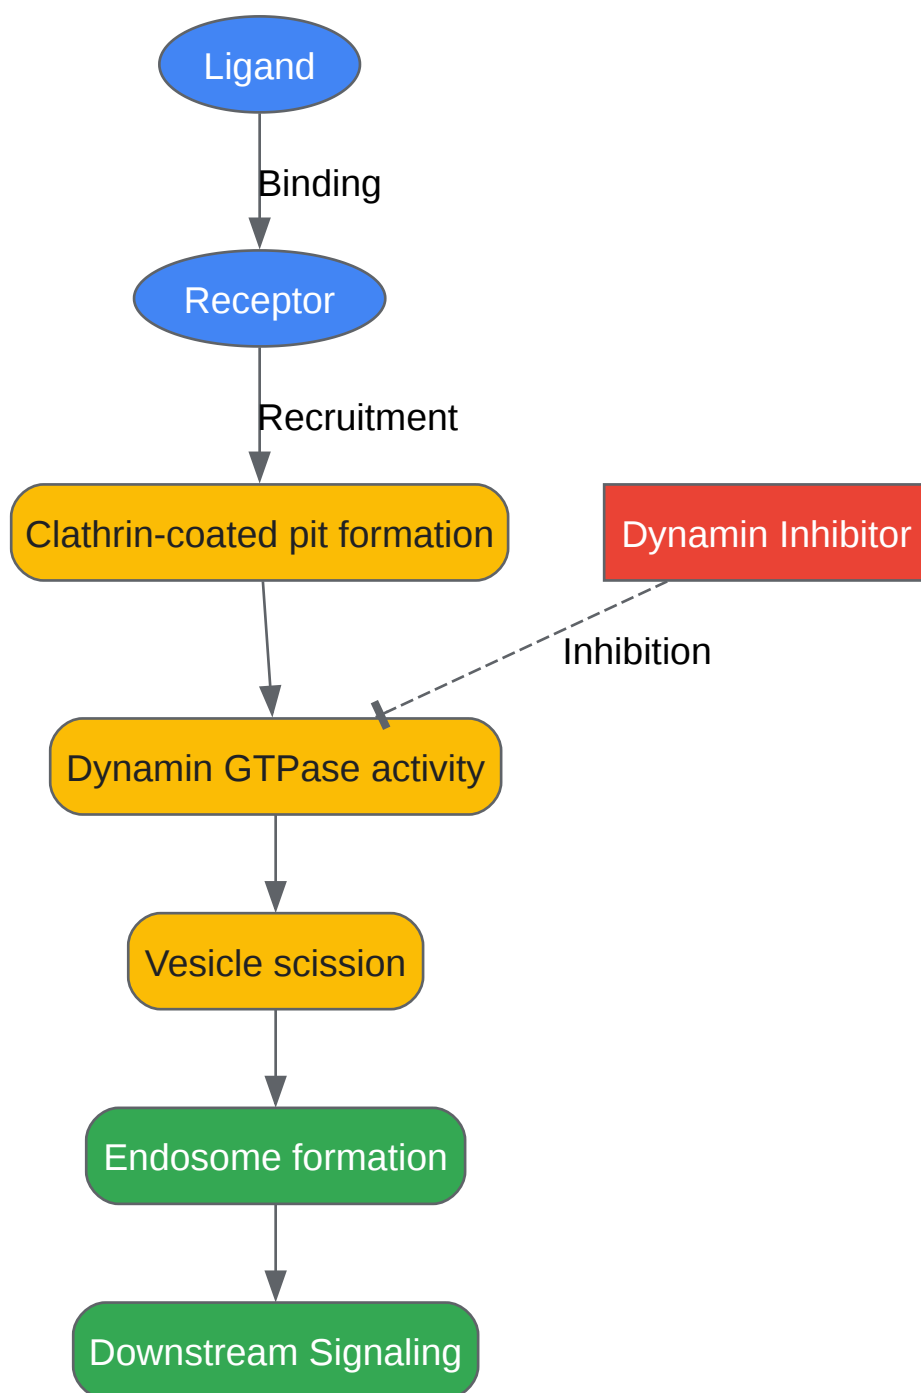 Ligand
Binding
Receptor
Recruitment
Clathrin-coated pit formation
Dynamin Inhibitor
Inhibition
Dynamin GTPase activity
Vesicle scission
Endosome formation
Downstream Signaling